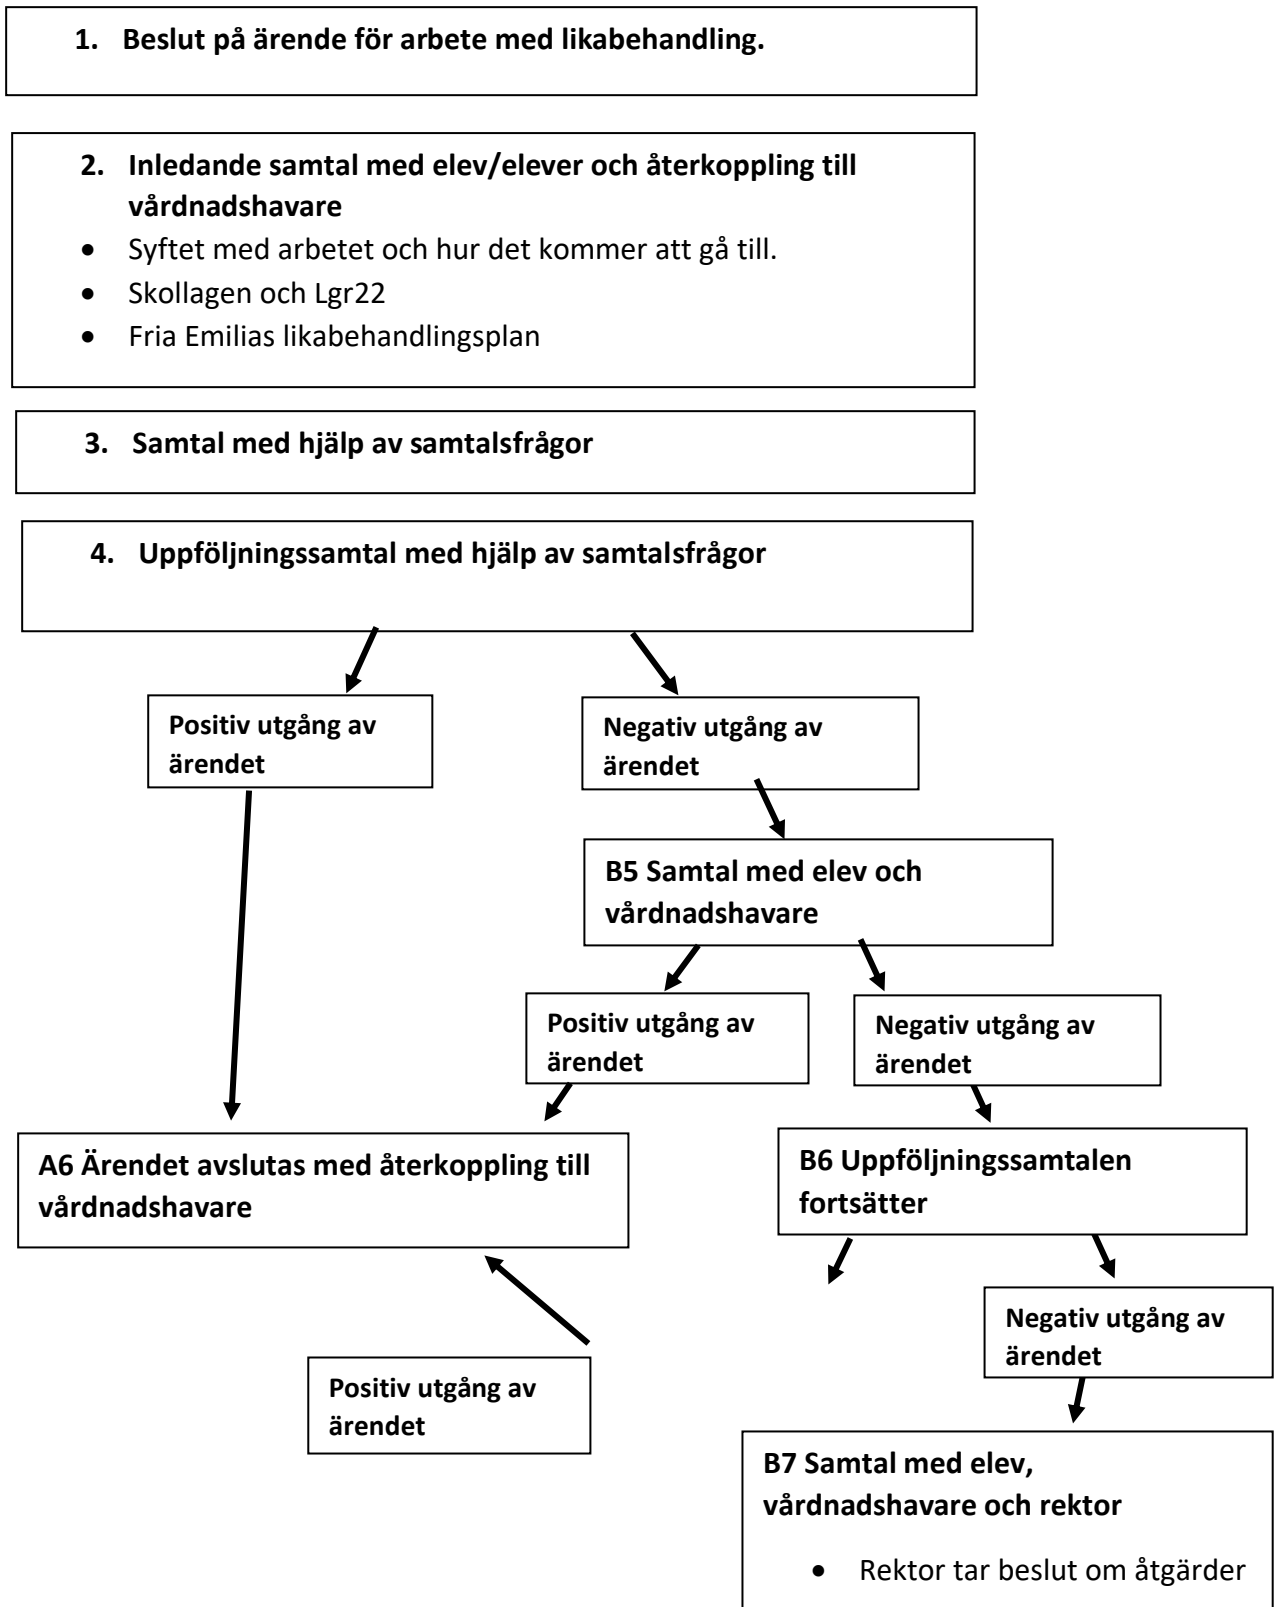 1. Beslut på ärende för arbete med likabehandling.
2. Inledande samtal med elev/elever och återkoppling till
vårdnadshavare
• Syftet med arbetet och hur det kommer att gå till.
• Skollagen och Lgr22
• Fria Emilias likabehandlingsplan
3. Samtal med hjälp av samtalsfrågor
4. Uppföljningssamtal med hjälp av samtalsfrågor
Positiv utgång av
ärendet
Negativ utgång av
ärendet
B5 Samtal med elev och
vårdnadshavare
Positiv utgång av
ärendet
Negativ utgång av
ärendet
A6 Ärendet avslutas med återkoppling till
vårdnadshavare
B6 Uppföljningssamtalen
fortsätter
Negativ utgång av
ärendet
Positiv utgång av
ärendet
B7 Samtal med elev,
vårdnadshavare och rektor
• Rektor tar beslut om åtgärder